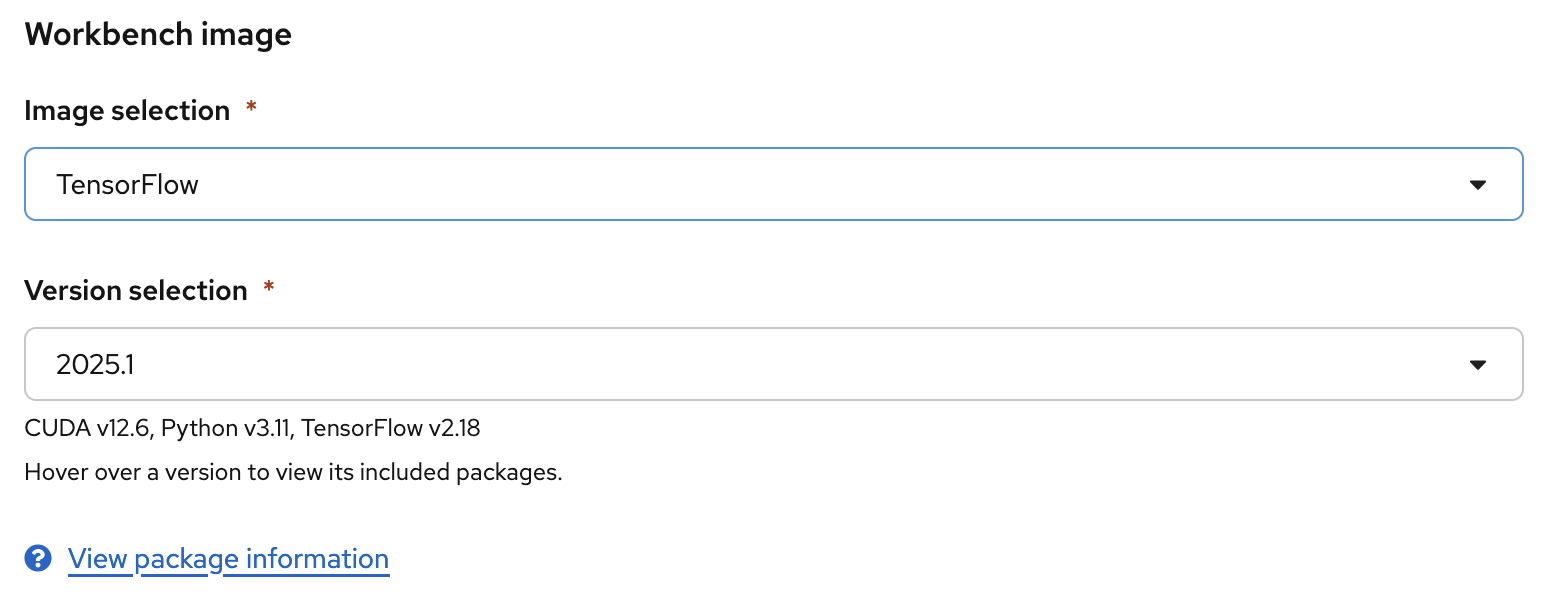 Workbench image
Image selection *
TensorFlow
Version selection *
2025.1
CUDA v12.6, Python v3.11, TensorFlow v2.18
Hover over a version to view its included packages.
? View package information